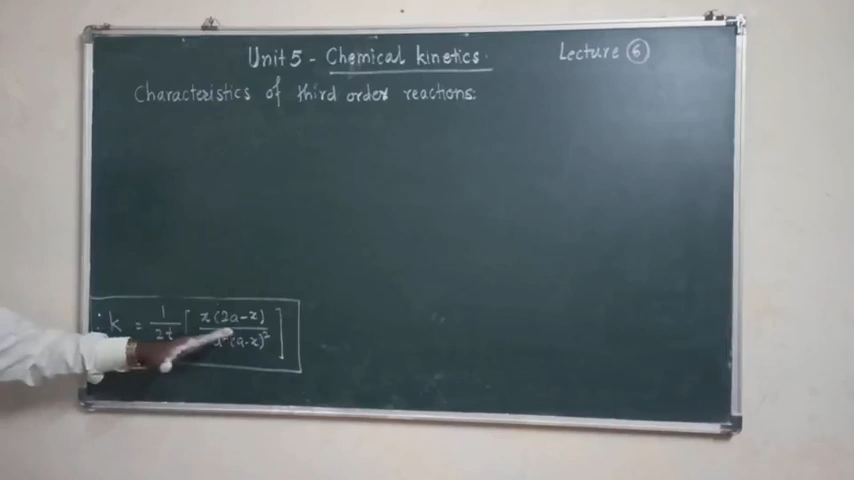 Unit 5 - Chemical kinetics. Lecture 6
Characteristics of third order reactions:
∴ k = 1/2t [ x(2a-x) / a²(a-x)² ]